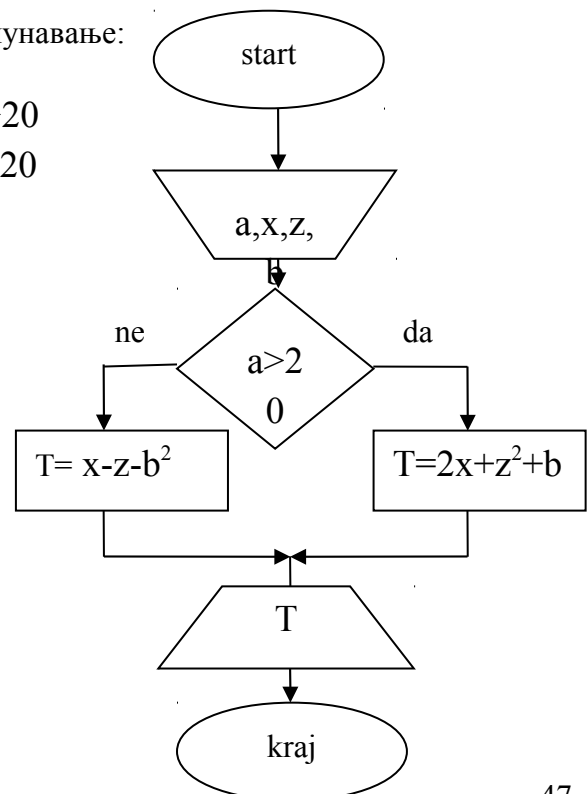 унавање:
20
20
start
a,x,z,
b
ne
da
a>2
0
T= x-z-b²
T=2x+z²+b
T
kraj
47